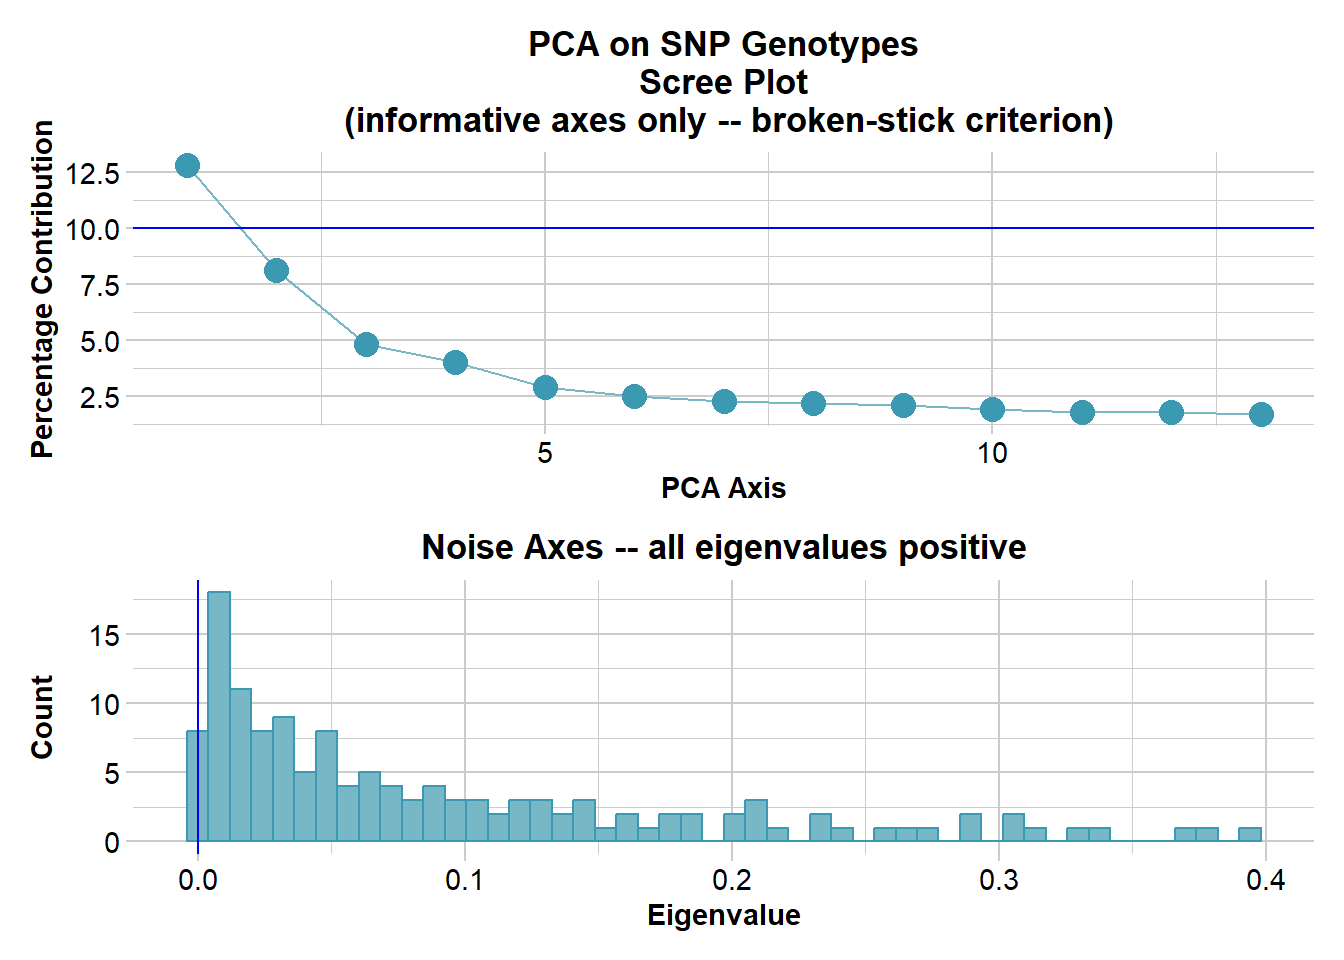 PCA on SNP Genotypes
Scree Plot
(informative axes only -- broken-stick criterion)
Percentage Contribution
12.5
10.0
7.5
5.0
2.5
5 10
PCA Axis
Noise Axes -- all eigenvalues positive
Count
15
10
5
0
0.0 0.1 0.2 0.3 0.4
Eigenvalue